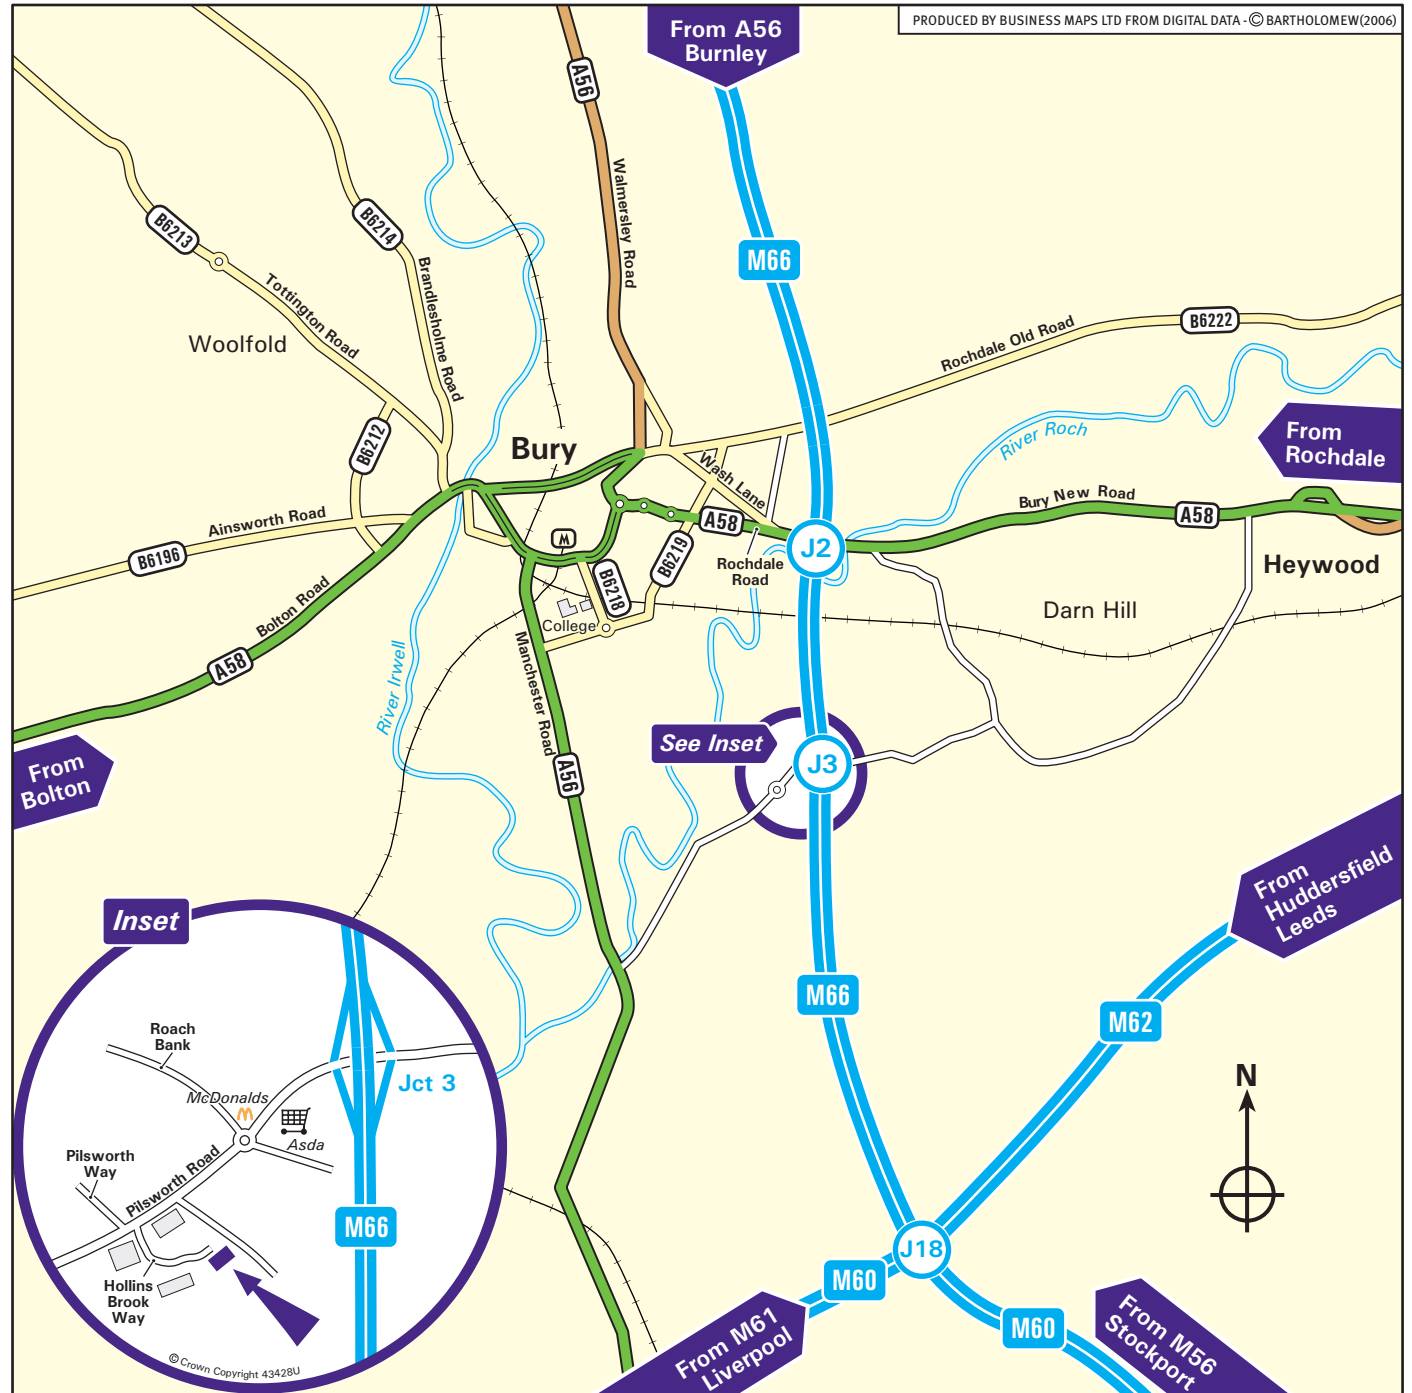 PRODUCED BY BUSINESS MAPS LTD FROM DIGITAL DATA - © BARTHOLOMEW(2006)
From A56
Burnley
A56
Walmersley Road
M66
B6213
B6214
Tottington Road
Brandlesholme Road
Woolfold
B6222
Rochdale Old Road
River Roch
From
Rochdale
B6212
Bury
Wash Lane
Bury New Road
A58
A58
Ainsworth Road
B6196
M
J2
B6219
Rochdale
Road
Heywood
B6218
Bolton Road
College
Darn Hill
A58
Manchester Road
River Irwell
See Inset
J3
From
Bolton
A56
From
Huddersfield
Leeds
Inset
M66
M62
Roach
Bank
Jct 3
McDonalds
Asda
N
Pilsworth
Way
Pilsworth Road
M66
J18
Hollins
Brook
Way
M60
M60
From M61
Liverpool
From M56
Stockport
© Crown Copyright 43428U